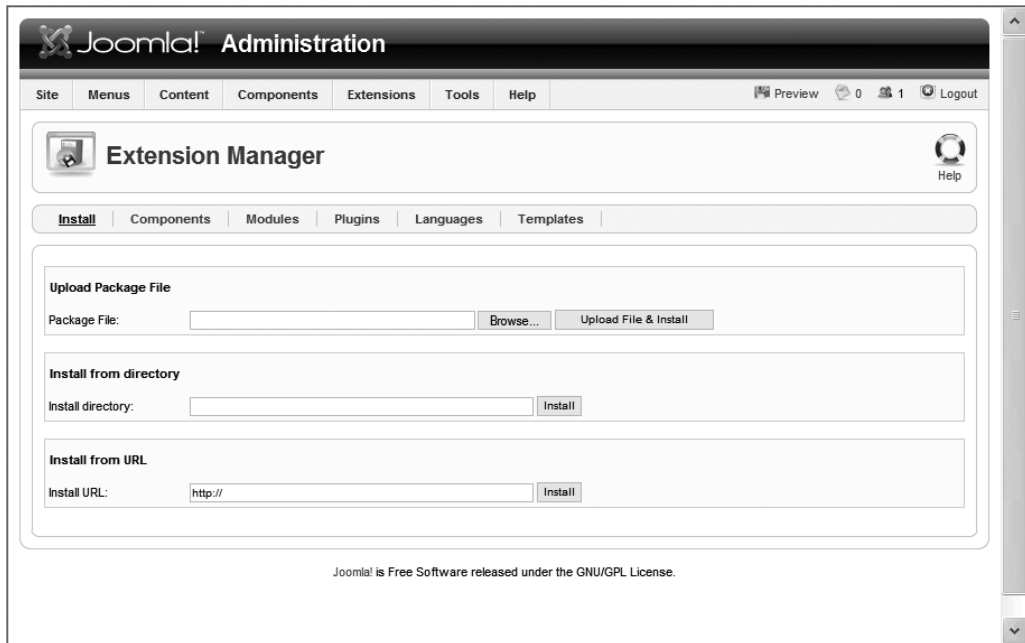 Joomla! Administration
Site Menus Content Components Extensions Tools Help Preview 0 1 Logout
Extension Manager
Help
Install Components Modules Plugins Languages Templates
Upload Package File
Package File: Browse... Upload File & Install
Install from directory
Install directory: Install
Install from URL
Install URL: http:// Install
Joomla! is Free Software released under the GNU/GPL License.